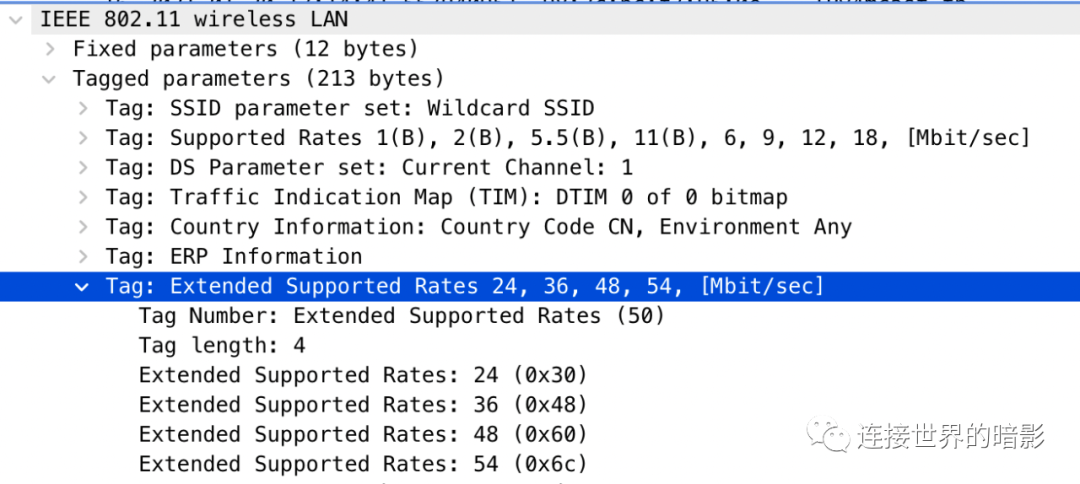 IEEE 802.11 wireless LAN
Fixed parameters (12 bytes)
Tagged parameters (213 bytes)
Tag: SSID parameter set: Wildcard SSID
Tag: Supported Rates 1(B), 2(B), 5.5(B), 11(B), 6, 9, 12, 18, [Mbit/sec]
Tag: DS Parameter set: Current Channel: 1
Tag: Traffic Indication Map (TIM): DTIM 0 of 0 bitmap
Tag: Country Information: Country Code CN, Environment Any
Tag: ERP Information
Tag: Extended Supported Rates 24, 36, 48, 54, [Mbit/sec]
Tag Number: Extended Supported Rates (50)
Tag length: 4
Extended Supported Rates: 24 (0x30)
Extended Supported Rates: 36 (0x48)
Extended Supported Rates: 48 (0x60)
Extended Supported Rates: 54 (0x6c)
连接世界的暗影